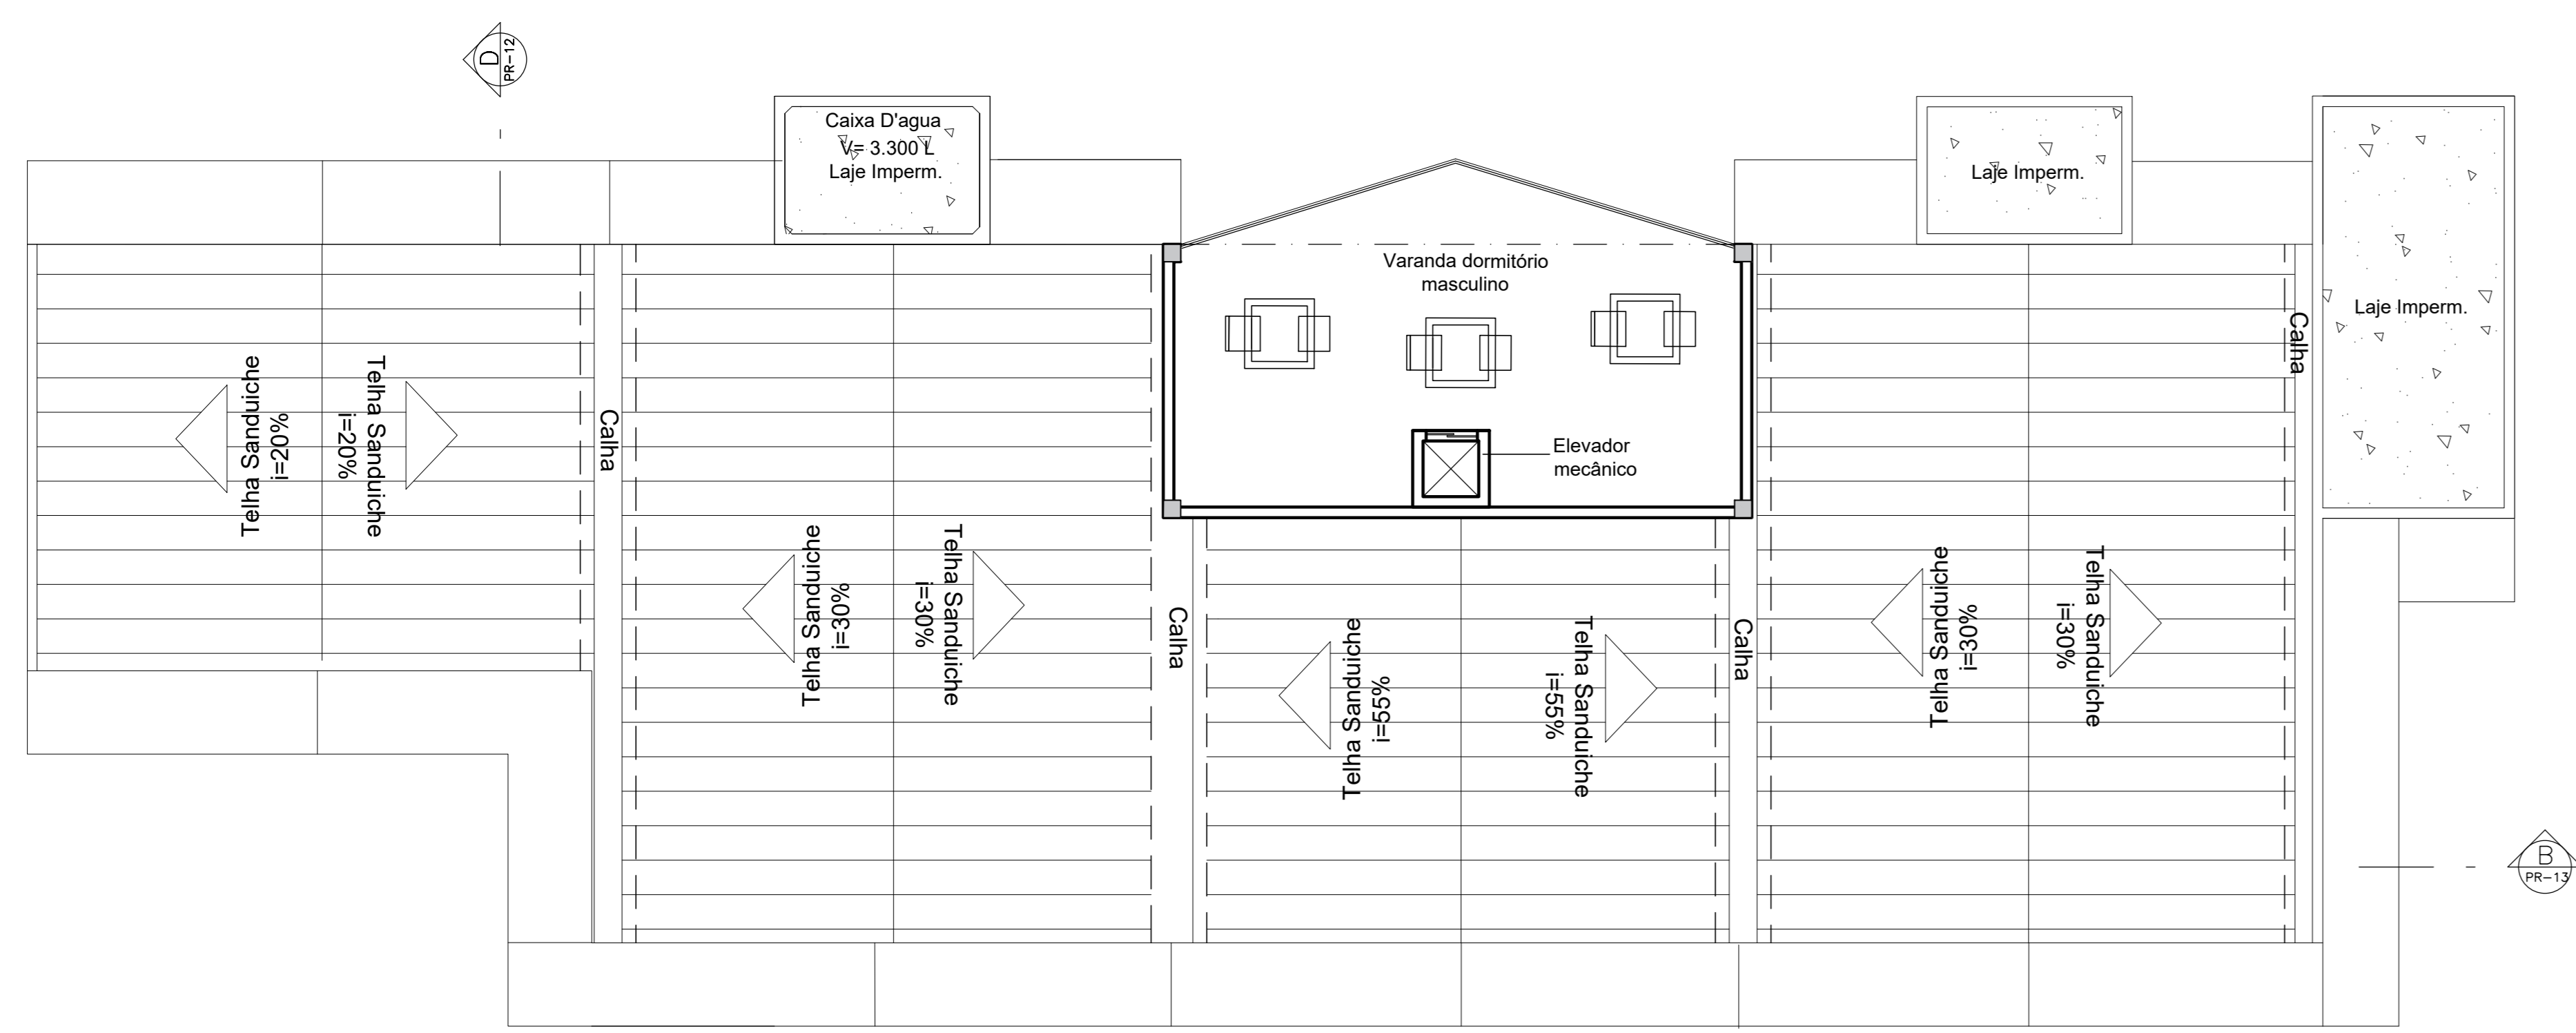 D
PR-12
Caixa D'agua
V= 3.300 L
Laje Imperm.
Laje Imperm.
Laje Imperm.
Varanda dormitório
masculino
Elevador
mecânico
Telha Sanduiche
i=20%
Telha Sanduiche
i=20%
Calha
Telha Sanduiche
i=30%
Telha Sanduiche
i=30%
Calha
Telha Sanduiche
i=55%
Telha Sanduiche
i=55%
Calha
Telha Sanduiche
i=30%
Telha Sanduiche
i=30%
Calha
B
PR-13